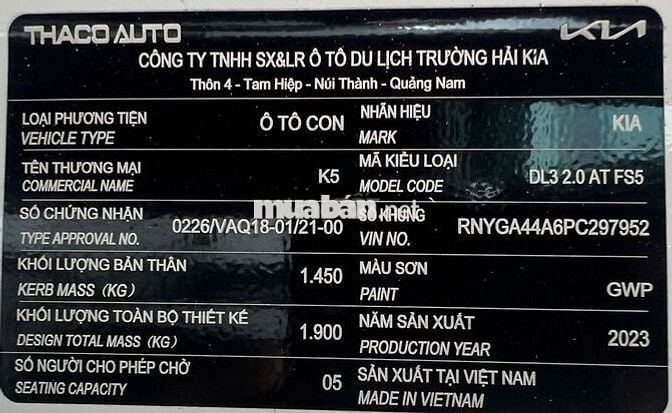 THACO AUTO KIA
CÔNG TY TNHH SX&LR Ô TÔ DU LỊCH TRƯỜNG HẢI KIA
Thôn 4 - Tam Hiệp - Núi Thành - Quảng Nam
LOẠI PHƯƠNG TIỆN
VEHICLE TYPE
Ô TÔ CON
NHÃN HIỆU
MARK
KIA
TÊN THƯƠNG MẠI
COMMERCIAL NAME
K5
MÃ KIỂU LOẠI
MODEL CODE
DL3 2.0 AT FS5
SỐ CHỨNG NHẬN
TYPE APPROVAL NO.
0226/VAQ18-01/21-00
muaban.net
SỐ KHUNG
VIN NO.
RNYGA44A6PC297952
KHỐI LƯỢNG BẢN THÂN
KERB MASS (KG)
1.450
MÀU SƠN
PAINT
GWP
KHỐI LƯỢNG TOÀN BỘ THIẾT KẾ
DESIGN TOTAL MASS (KG)
1.900
NĂM SẢN XUẤT
PRODUCTION YEAR
2023
SỐ NGƯỜI CHO PHÉP CHỞ
SEATING CAPACITY
05
SẢN XUẤT TẠI VIỆT NAM
MADE IN VIETNAM